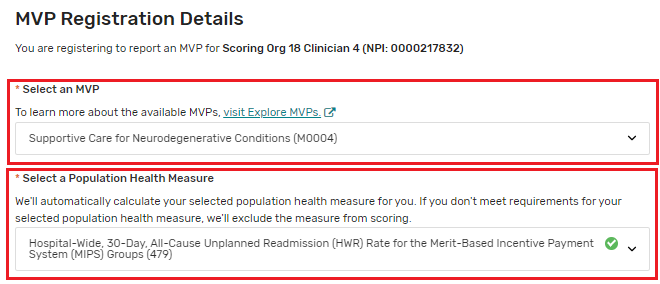 MVP Registration Details
You are registering to report an MVP for Scoring Org 18 Clinician 4 (NPI: 0000217832)
* Select an MVP
To learn more about the available MVPs, visit Explore MVPs.
Supportive Care for Neurodegenerative Conditions (M0004)
* Select a Population Health Measure
We'll automatically calculate your selected population health measure for you. If you don't meet requirements for your
selected population health measure, we'll exclude the measure from scoring.
Hospital-Wide, 30-Day, All-Cause Unplanned Readmission (HWR) Rate for the Merit-Based Incentive Payment
System (MIPS) Groups (479)